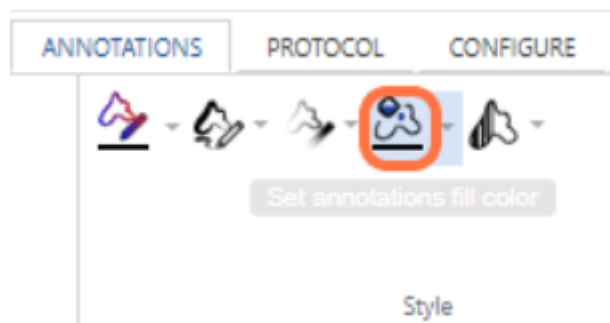 ANNOTATIONS PROTOCOL CONFIGURE
Set annotations fill color
Style